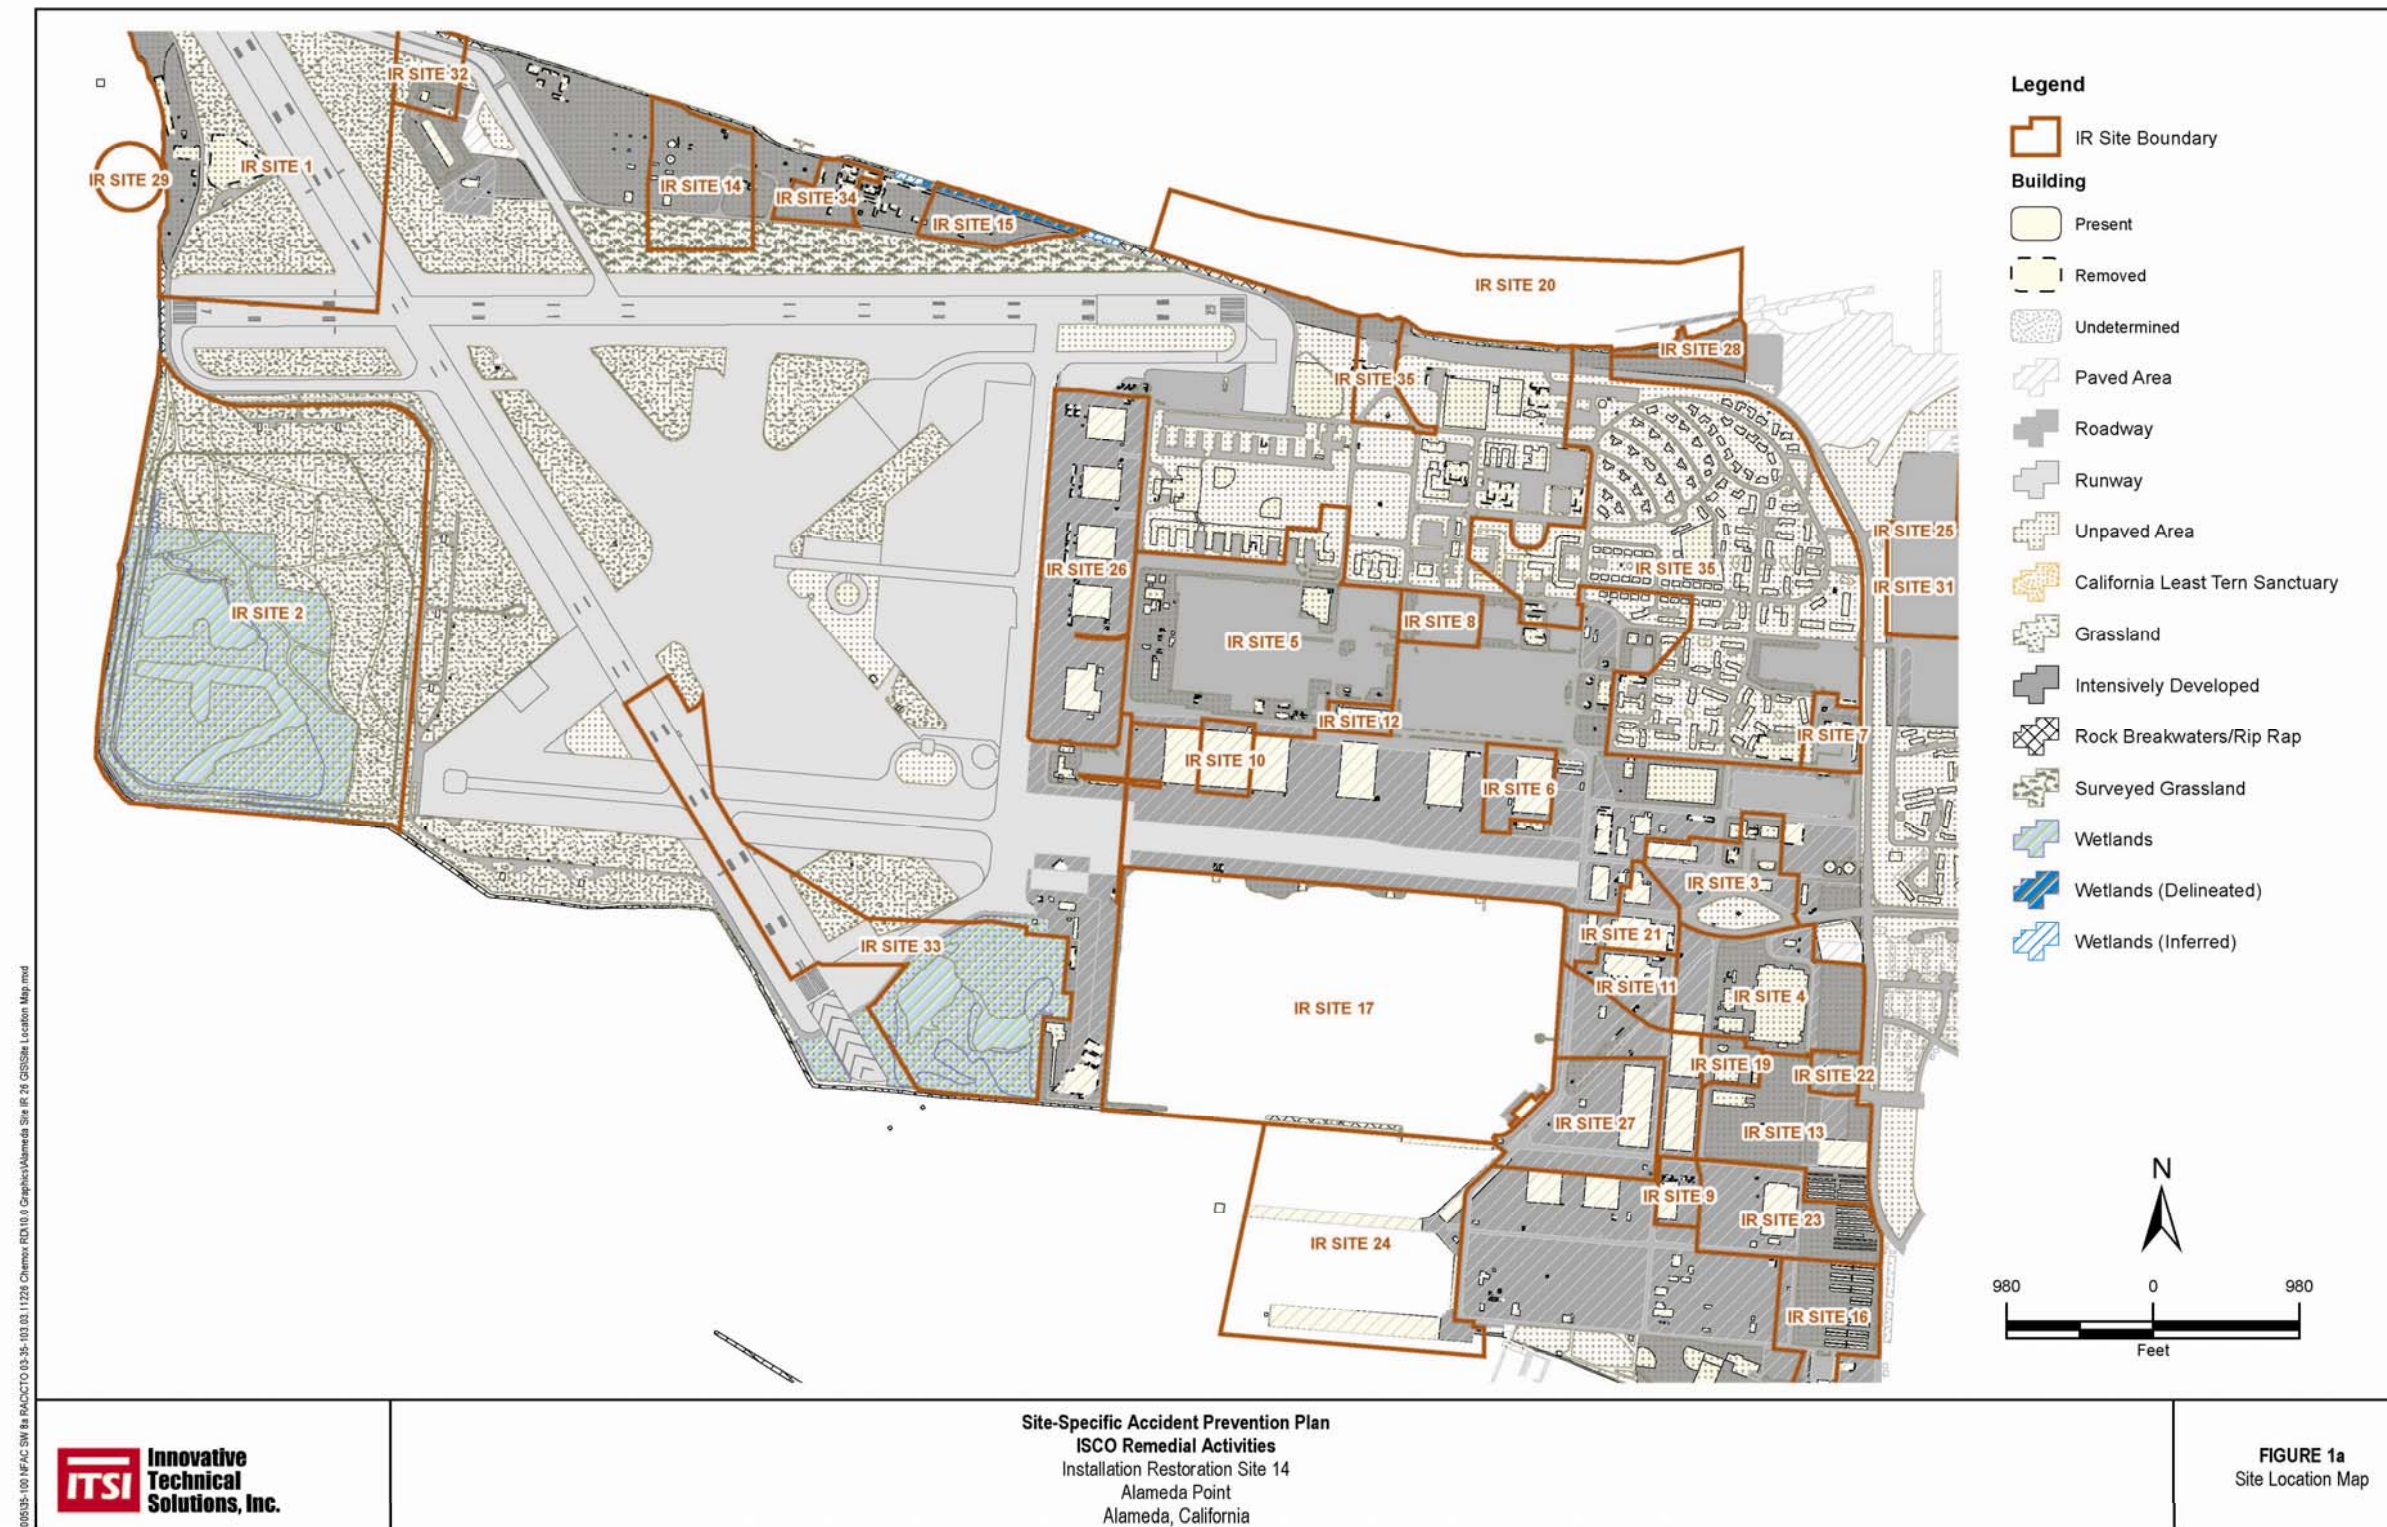 IR SITE 32
IR SITE 1
IR SITE 29
IR SITE 14
IR SITE 34
IR SITE 15
IR SITE 20
IR SITE 28
IR SITE 35
IR SITE 25
IR SITE 26
IR SITE 35
IR SITE 31
IR SITE 2
IR SITE 5
IR SITE 8
IR SITE 12
IR SITE 7
IR SITE 10
IR SITE 6
IR SITE 3
IR SITE 33
IR SITE 21
IR SITE 11
IR SITE 4
IR SITE 17
IR SITE 19
IR SITE 22
IR SITE 27
IR SITE 13
IR SITE 9
IR SITE 23
IR SITE 24
IR SITE 16
Legend
IR Site Boundary
Building
Present
Removed
Undetermined
Paved Area
Roadway
Runway
Unpaved Area
California Least Tern Sanctuary
Grassland
Intensively Developed
Rock Breakwaters/Rip Rap
Surveyed Grassland
Wetlands
Wetlands (Delineated)
Wetlands (Inferred)
N
980 0 980
Feet
ITSI
Innovative
Technical
Solutions, Inc.
Site-Specific Accident Prevention Plan
ISCO Remedial Activities
Installation Restoration Site 14
Alameda Point
Alameda, California
FIGURE 1a
Site Location Map